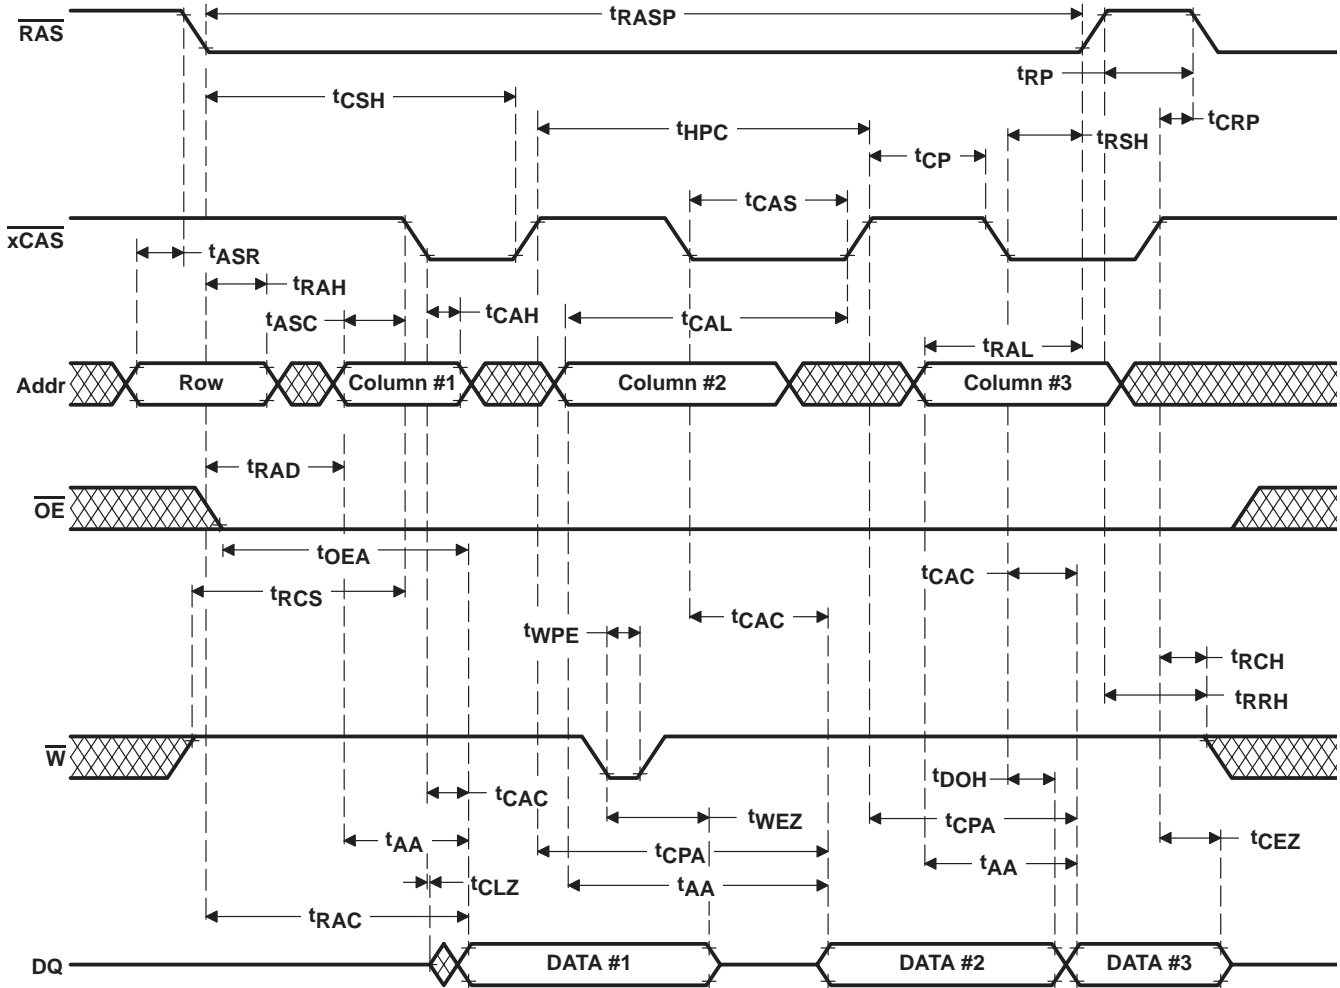 RAS
tRASP
tRP
tCSH
tCRP
tHPC
tRSH
tCP
tCAS
xCAS
tASR
tRAH
tCAH
tASC
tCAL
tRAL
Addr Row Column #1 Column #2 Column #3
tRAD
OE
tOEA
tCAC
tRCS
tCAC
tWPE
tRCH
tRRH
W
tDOH
tCAC
tWEZ
tCPA
tAA
tCPA
tCEZ
tAA
tCLZ
tAA
tRAC
DQ DATA #1 DATA #2 DATA #3